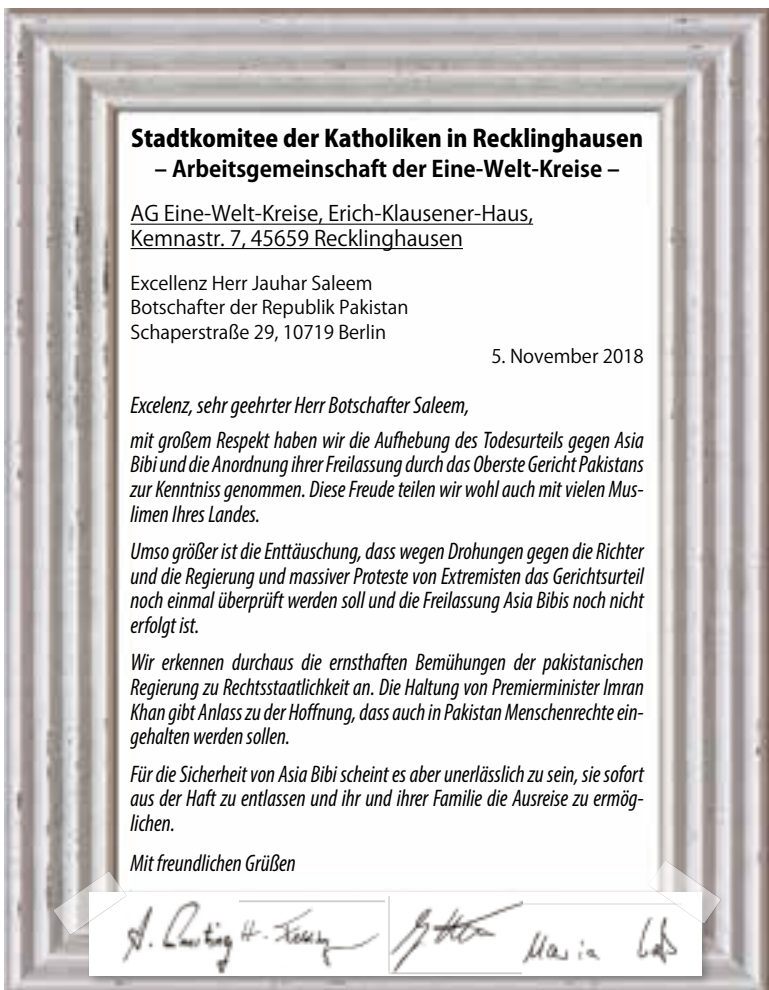 Stadtkomitee der Katholiken in Recklinghausen
– Arbeitsgemeinschaft der Eine-Welt-Kreise –
AG Eine-Welt-Kreise, Erich-Klausener-Haus,
Kemnastr. 7, 45659 Recklinghausen
Excellenz Herr Jauhar Saleem
Botschafter der Republik Pakistan
Schaperstraße 29, 10719 Berlin
5. November 2018
Excelenz, sehr geehrter Herr Botschafter Saleem,
mit großem Respekt haben wir die Aufhebung des Todesurteils gegen Asia
Bibi und die Anordnung ihrer Freilassung durch das Oberste Gericht Pakistans
zur Kenntniss genommen. Diese Freude teilen wir wohl auch mit vielen Mus-
limen Ihres Landes.
Umso größer ist die Enttäuschung, dass wegen Drohungen gegen die Richter
und die Regierung und massiver Proteste von Extremisten das Gerichtsurteil
noch einmal überprüft werden soll und die Freilassung Asia Bibis noch nicht
erfolgt ist.
Wir erkennen durchaus die ernsthaften Bemühungen der pakistanischen
Regierung zu Rechtsstaatlichkeit an. Die Haltung von Premierminister Imran
Khan gibt Anlass zu der Hoffnung, dass auch in Pakistan Menschenrechte ein-
gehalten werden sollen.
Für die Sicherheit von Asia Bibi scheint es aber unerlässlich zu sein, sie sofort
aus der Haft zu entlassen und ihr und ihrer Familie die Ausreise zu ermög-
lichen.
Mit freundlichen Grüßen
A. H. Maria